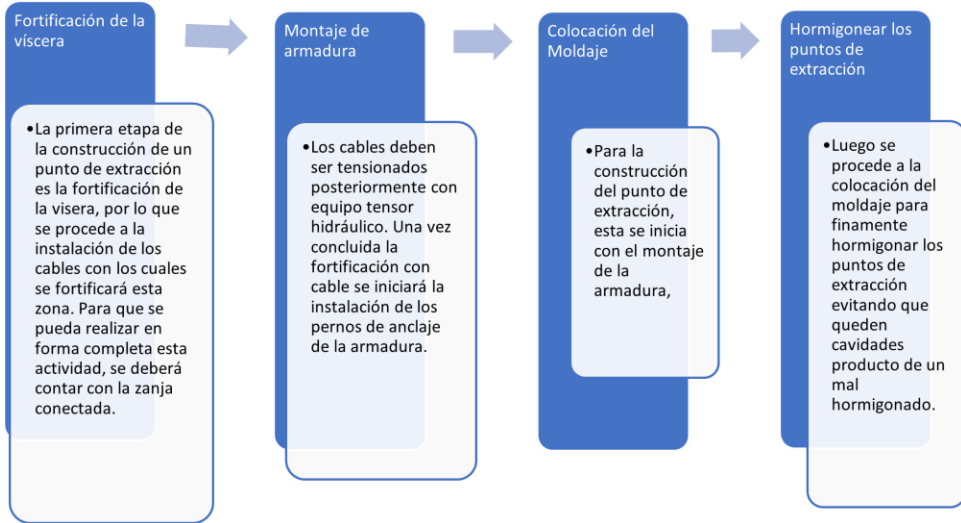 Fortificación de la
víscera
•La primera etapa de
la construcción de un
punto de extracción
es la fortificación de
la visera, por lo que
se procede a la
instalación de los
cables con los cuales
se fortificará esta
zona. Para que se
pueda realizar en
forma completa esta
actividad, se deberá
contar con la zanja
conectada.
Montaje de
armadura
•Los cables deben
ser tensionados
posteriormente con
equipo tensor
hidráulico. Una vez
concluida la
fortificación con
cable se iniciará la
instalación de los
pernos de anclaje
de la armadura.
Colocación del
Moldaje
•Para la
construcción
del punto de
extracción,
esta se inicia
con el montaje
de la
armadura,
Hormigonear los
puntos de
extracción
•Luego se
procede a la
colocación del
moldaje para
finamente
hormigonar los
puntos de
extracción
evitando que
queden
cavidades
producto de un
mal
hormigonado.